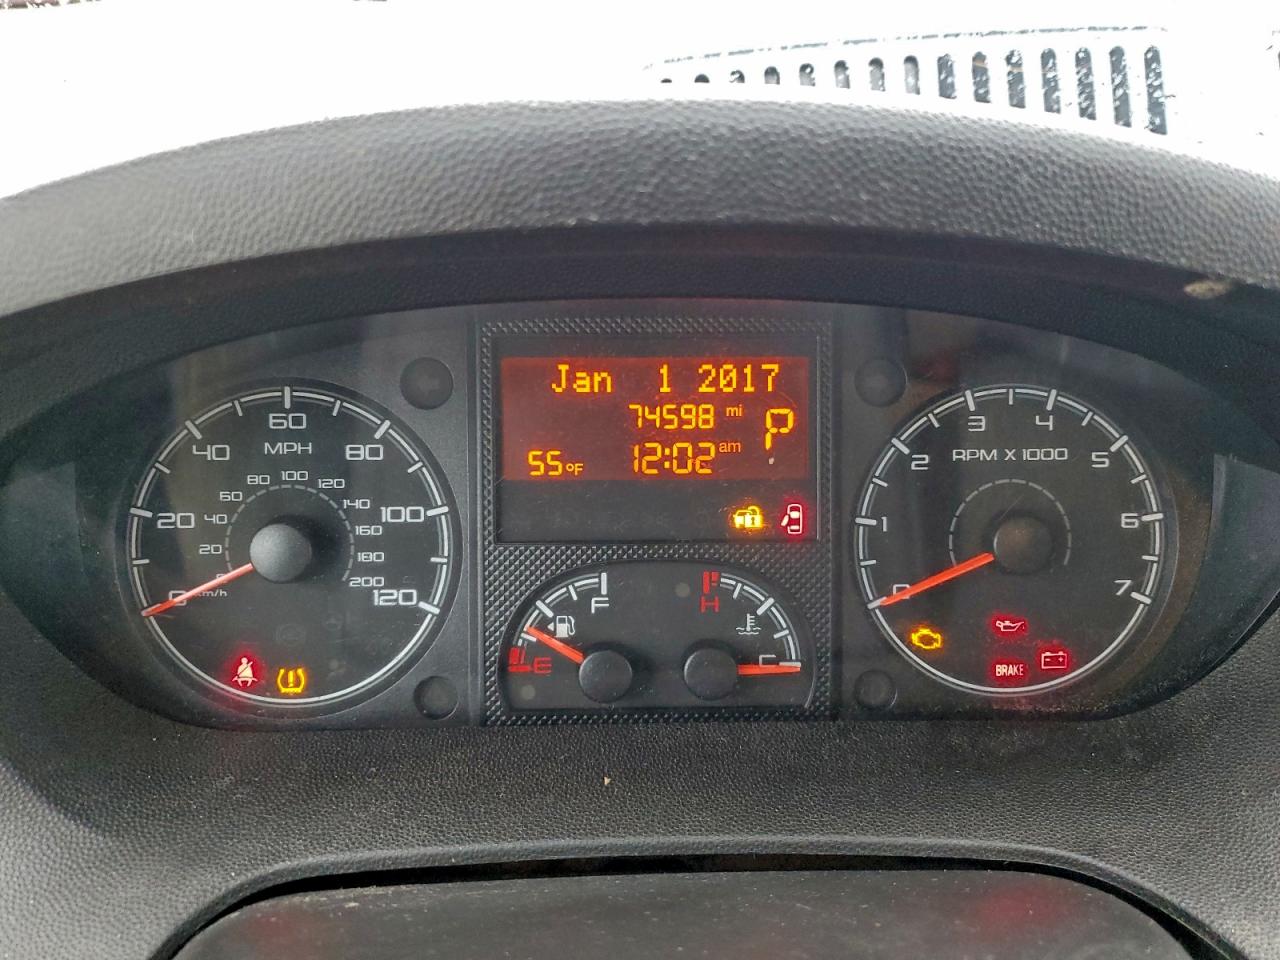 Jan 1 2017
74598 mi
P
55°F 12:02 am
60
MPH
40 80
80 100 120
60 140
20 40 160 100
20 180
0 200
0 km/h 120
F
E
H
C
3 4
2 RPM X 1000 5
1 6
0 7
BRAKE